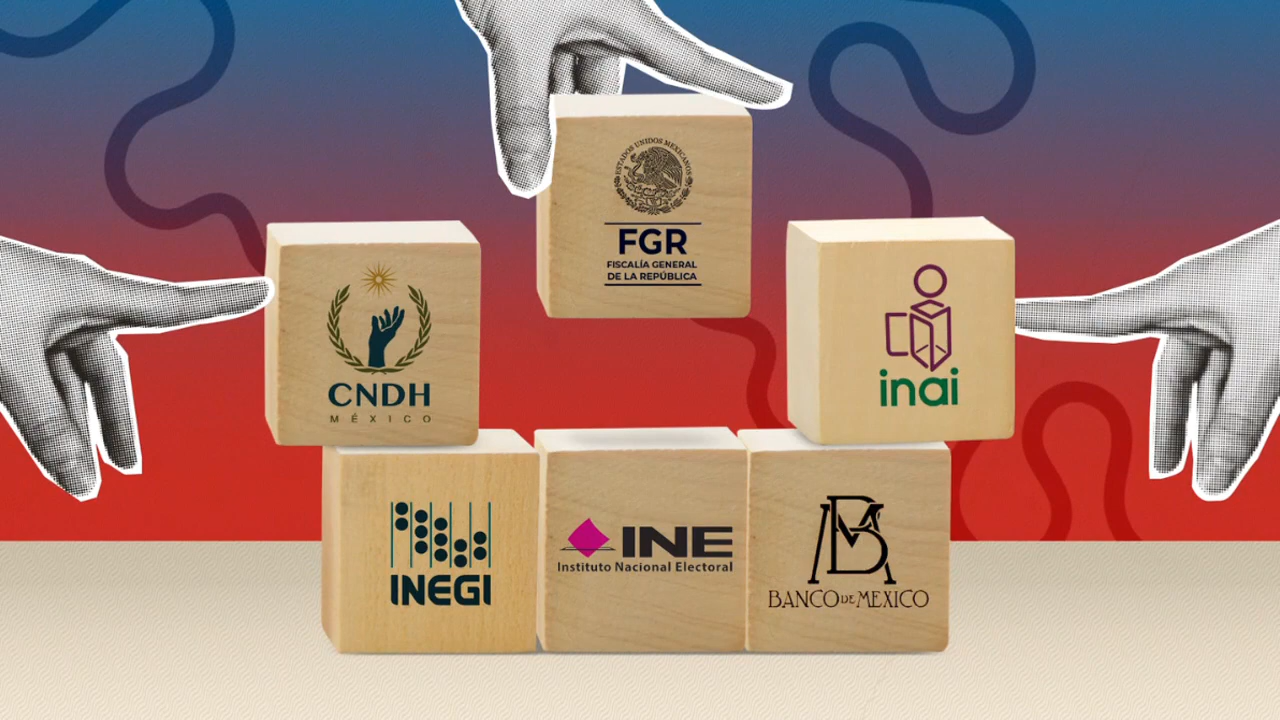 ESTADOS UNIDOS MEXICANOS
FGR
FISCALÍA GENERAL
DE LA REPÚBLICA
CNDH
MÉXICO
inai
INEGI
INE
Instituto Nacional Electoral
BM
BANCO DE MEXICO